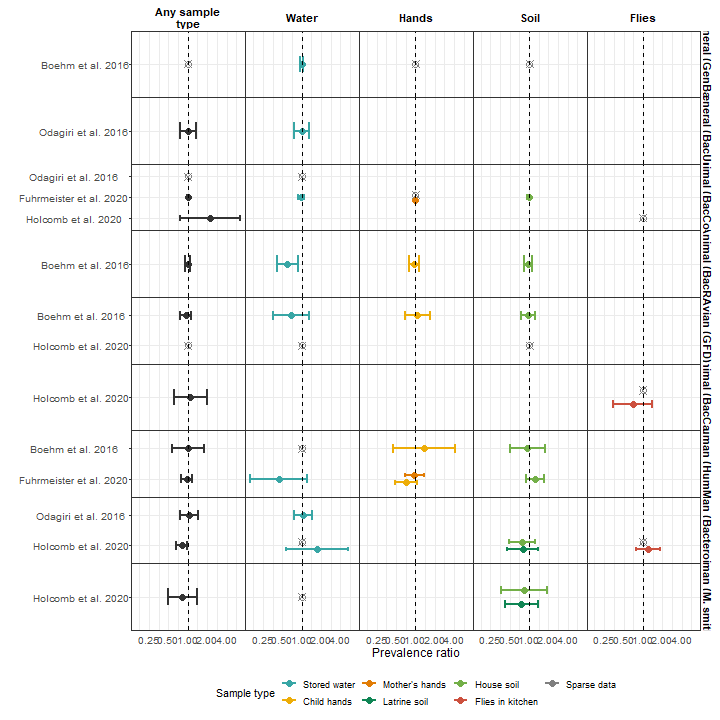 Any sample
type
Water
Hands
Soil
Flies
Boehm et al. 2016
Odagiri et al. 2016
Odagiri et al. 2016
Fuhrmeister et al. 2020
Holcomb et al. 2020
Boehm et al. 2016
Boehm et al. 2016
Holcomb et al. 2020
Holcomb et al. 2020
Boehm et al. 2016
Fuhrmeister et al. 2020
Odagiri et al. 2016
Holcomb et al. 2020
Holcomb et al. 2020
Avian (GFD)
0.25 0.50 1.00 2.00 4.00 0.25 0.50 1.00 2.00 4.00 0.25 0.50 1.00 2.00 4.00 0.25 0.50 1.00 2.00 4.00 0.25 0.50 1.00 2.00 4.00
Prevalence ratio
Sample type
Stored water
Mother's hands
House soil
Sparse data
Child hands
Latrine soil
Flies in kitchen